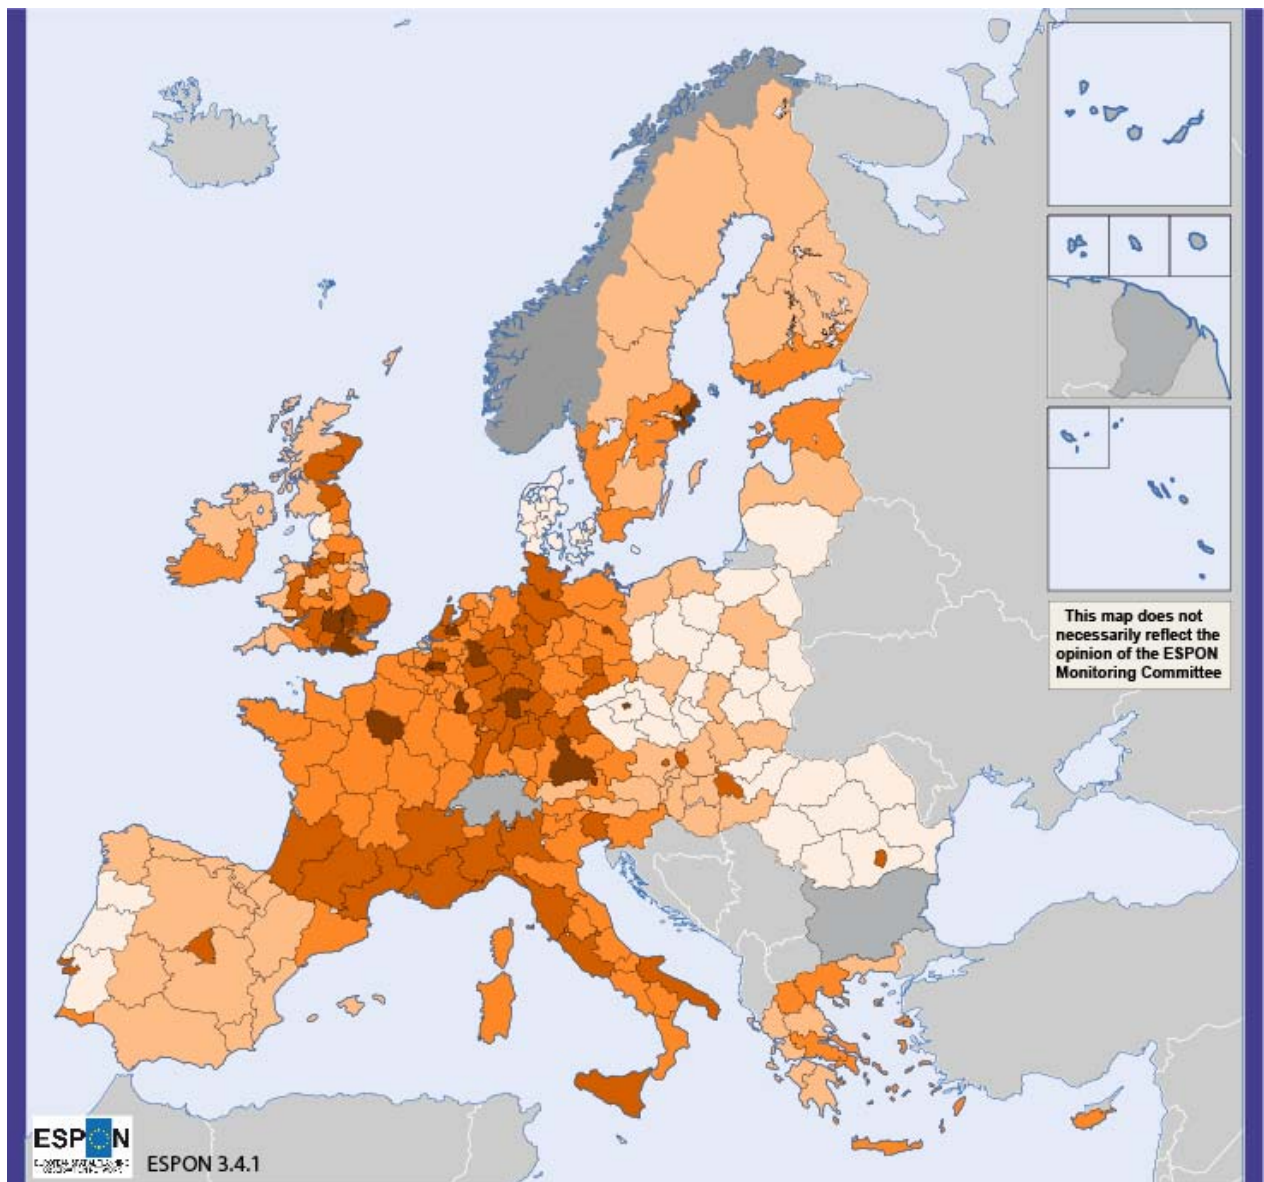 This map does not
necessarily reflect the
opinion of the ESPON
Monitoring Committee
ESPON
ESPON 3.4.1